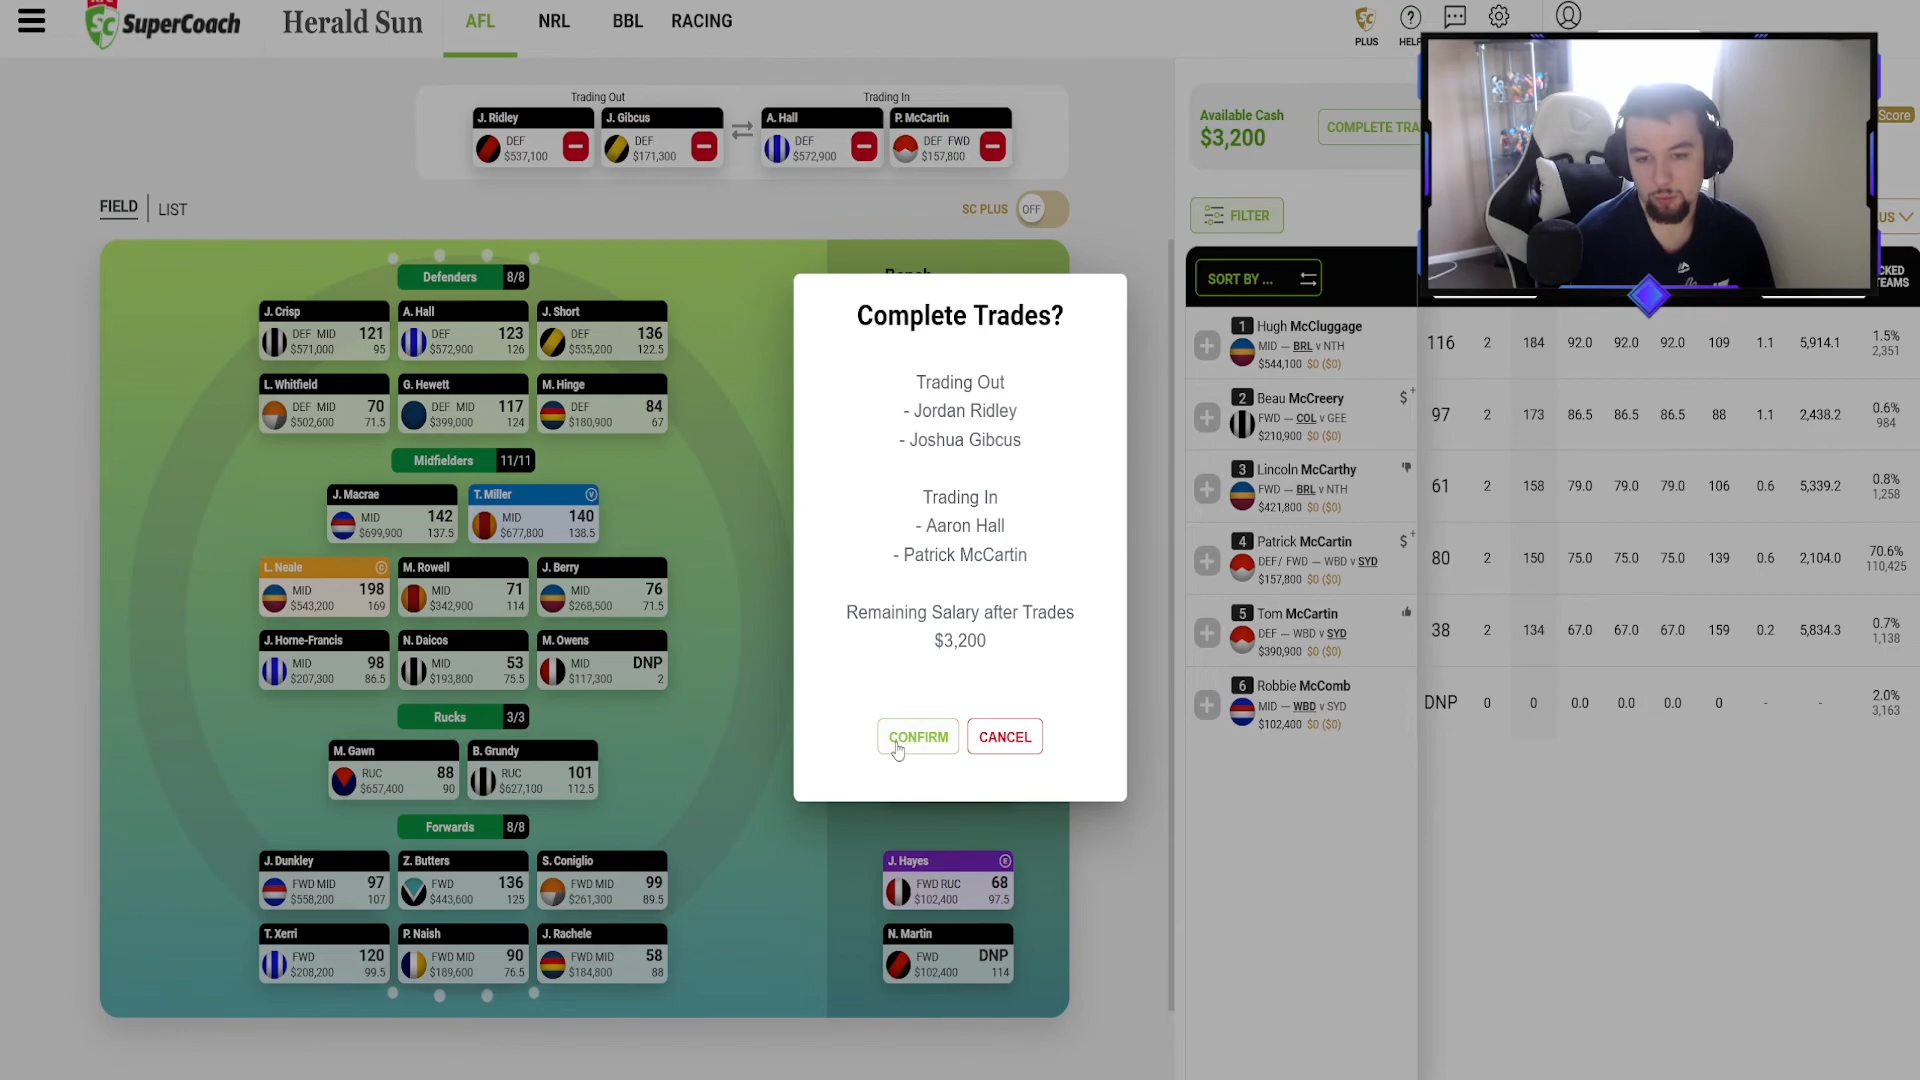 SuperCoach
Herald Sun
AFL
NRL
BBL
RACING
PLUS
HELP
Trading Out
Trading In
J. Ridley
DEF
$537,100
J. Gibcus
DEF
$171,300
A. Hall
DEF
$572,900
P. McCartin
DEF FWD
$157,800
Available Cash
$3,200
COMPLETE TRA
Score
FIELD
LIST
SC PLUS
OFF
FILTER
US
Defenders 8/8
Bench
J. Crisp
DEF MID 121
$571,000 95
A. Hall
DEF 123
$572,900 126
J. Short
DEF 136
$535,200 122.5
L. Whitfield
DEF MID 70
$502,600 71.5
G. Hewett
DEF MID 117
$399,000 124
M. Hinge
DEF 84
$180,900 67
Midfielders 11/11
J. Macrae
MID 142
$699,900 137.5
T. Miller V
MID 140
$677,800 138.5
L. Neale C
MID 198
$543,200 169
M. Rowell
MID 71
$342,900 114
J. Berry
MID 76
$268,500 71.5
J. Horne-Francis
MID 98
$207,300 86.5
N. Daicos
MID 53
$193,800 75.5
M. Owens
MID DNP
$117,300 2
Rucks 3/3
M. Gawn
RUC 88
$657,400 90
B. Grundy
RUC 101
$627,100 112.5
Forwards 8/8
J. Dunkley
FWD MID 97
$558,200 107
Z. Butters
FWD 136
$443,600 125
S. Coniglio
FWD MID 99
$261,300 89.5
J. Hayes E
FWD RUC 68
$102,400 97.5
T. Xerri
FWD 120
$208,200 99.5
P. Naish
FWD MID 90
$189,600 76.5
J. Rachele
FWD MID 58
$184,800 88
N. Martin
FWD DNP
$102,400 114
Complete Trades?
Trading Out
- Jordan Ridley
- Joshua Gibcus
Trading In
- Aaron Hall
- Patrick McCartin
Remaining Salary after Trades
$3,200
CONFIRM
CANCEL
SORT BY ...
CKED
TEAMS
1 Hugh McCluggage
MID — BRL v NTH
$544,100 $0 ($0)
116 2 184 92.0 92.0 92.0 109 1.1 5,914.1 1.5%
2,351
2 Beau McCreery $+
FWD — COL v GEE
$210,900 $0 ($0)
97 2 173 86.5 86.5 86.5 88 1.1 2,438.2 0.6%
984
3 Lincoln McCarthy
FWD — BRL v NTH
$421,800 $0 ($0)
61 2 158 79.0 79.0 79.0 106 0.6 5,339.2 0.8%
1,258
4 Patrick McCartin $+
DEF/ FWD — WBD v SYD
$157,800 $0 ($0)
80 2 150 75.0 75.0 75.0 139 0.6 2,104.0 70.6%
110,425
5 Tom McCartin
DEF — WBD v SYD
$390,900 $0 ($0)
38 2 134 67.0 67.0 67.0 159 0.2 5,834.3 0.7%
1,138
6 Robbie McComb
MID — WBD v SYD
$102,400 $0 ($0)
DNP 0 0 0.0 0.0 0.0 0 - - 2.0%
3,163